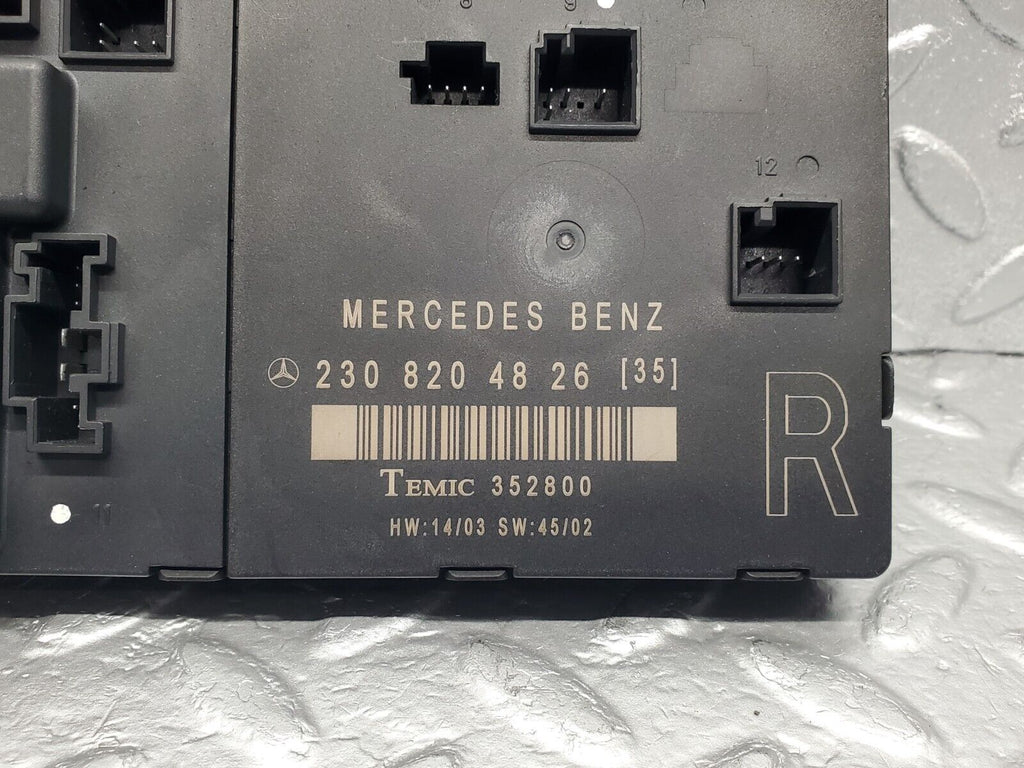 8 9
12
MERCEDES BENZ
230 820 48 26 [35]
TEMIC 352800
HW:14/03 SW:45/02
R
11